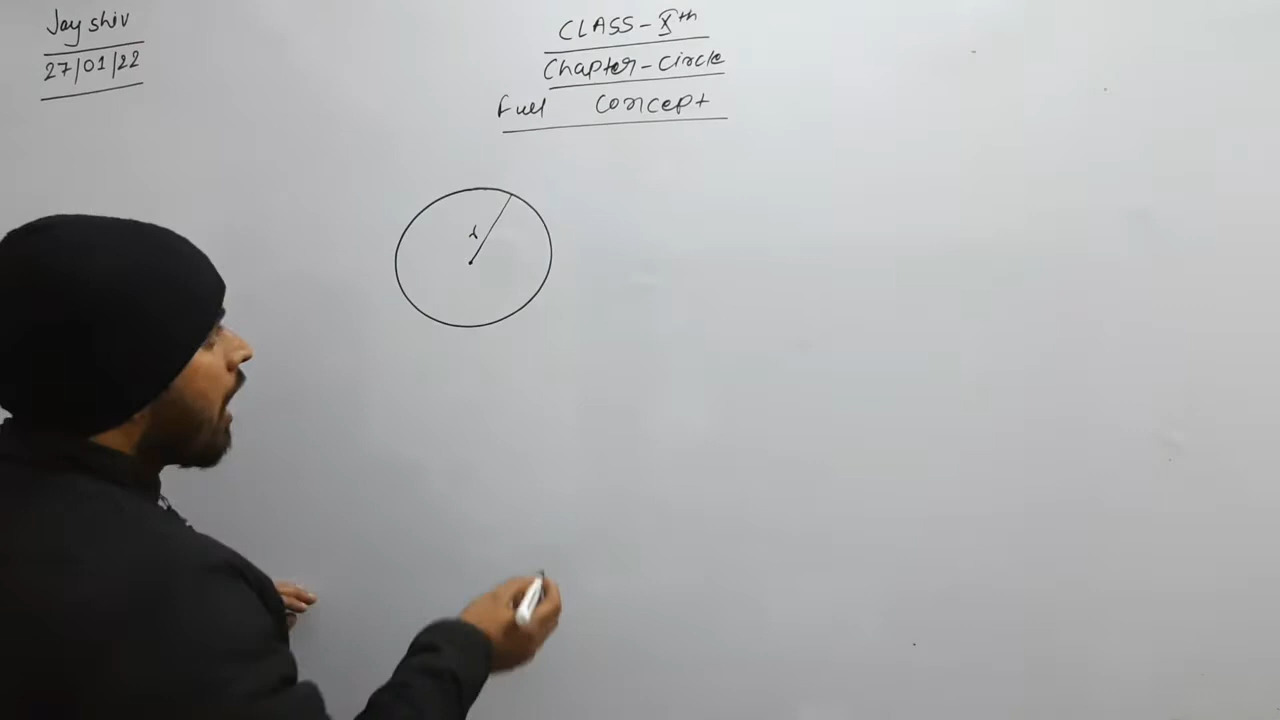 Jay shiv
27/01/22
CLASS - Xth
Chapter - Circle
Full Concept
r